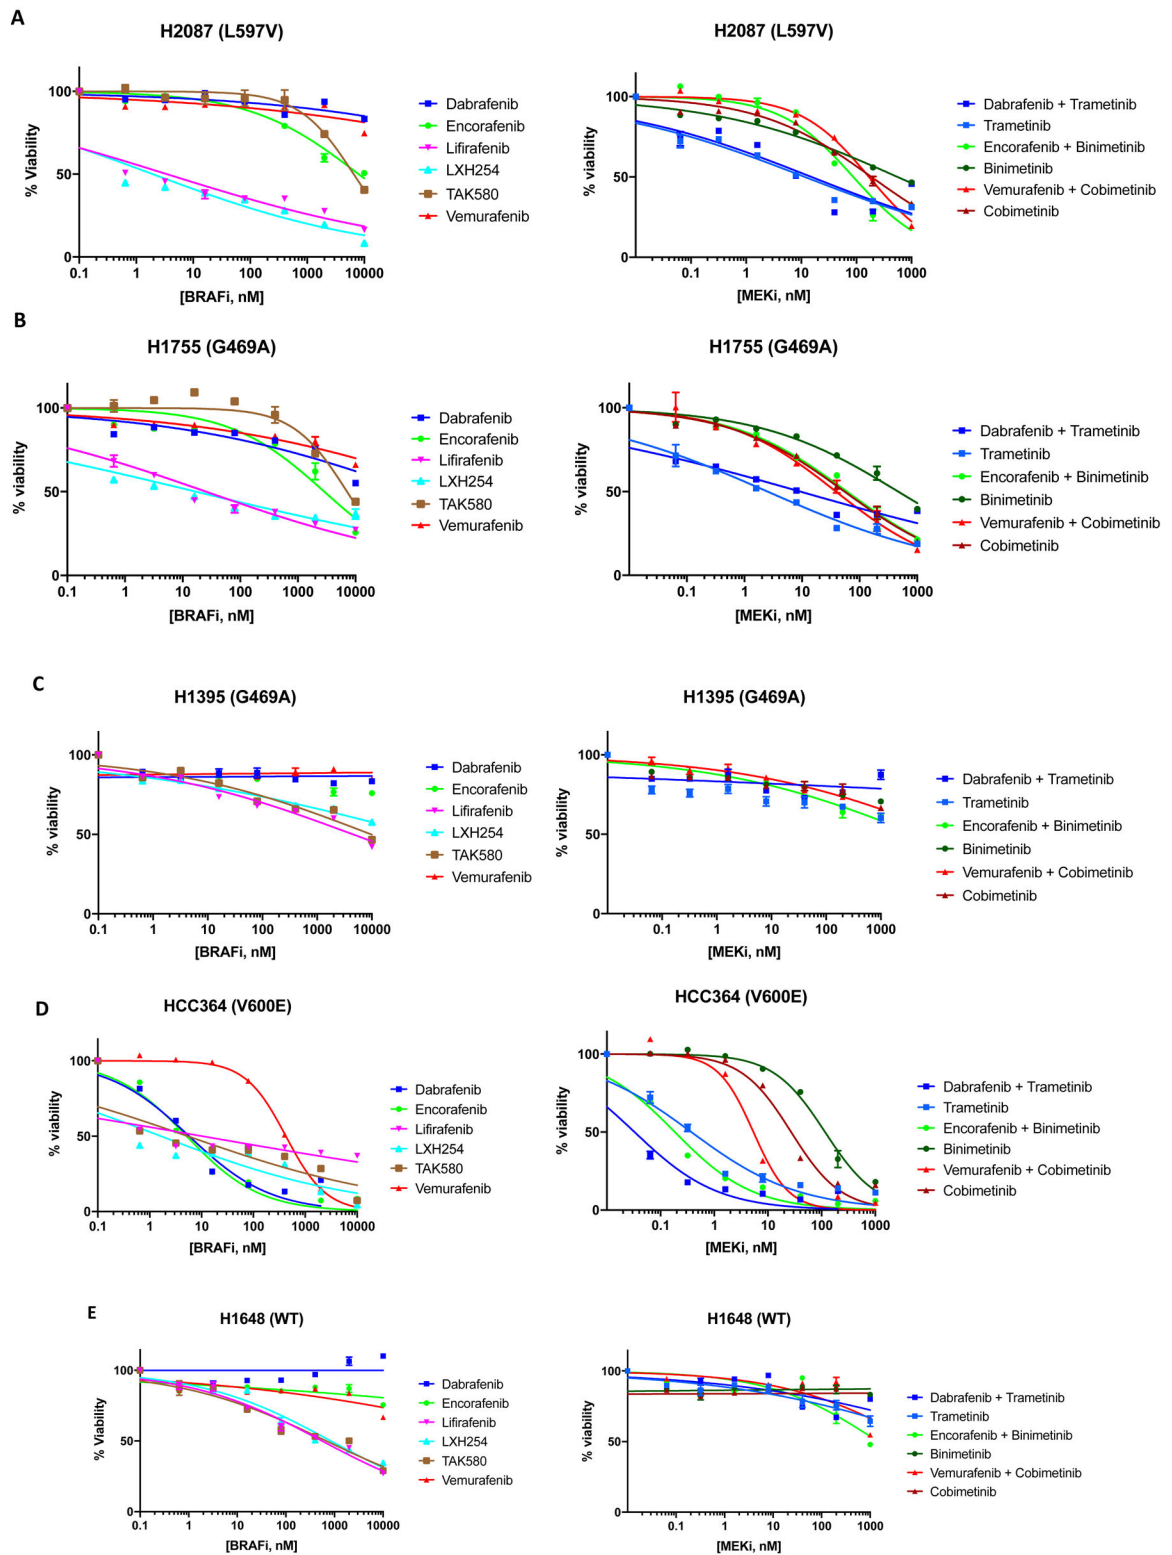 A
H2087 (L597V)
% Viability
100
50
0
0.1 1 10 100 1000 10000
[BRAFi, nM]
Dabrafenib
Encorafenib
Lifirafenib
LXH254
TAK580
Vemurafenib
H2087 (L597V)
% viability
100
50
0
0.1 1 10 100 1000
[MEKi, nM]
Dabrafenib + Trametinib
Trametinib
Encorafenib + Binimetinib
Binimetinib
Vemurafenib + Cobimetinib
Cobimetinib
B
H1755 (G469A)
% viability
100
50
0
0.1 1 10 100 1000 10000
[BRAFi, nM]
Dabrafenib
Encorafenib
Lifirafenib
LXH254
TAK580
Vemurafenib
H1755 (G469A)
% viability
100
50
0
0.1 1 10 100 1000
[MEKi, nM]
Dabrafenib + Trametinib
Trametinib
Encorafenib + Binimetinib
Binimetinib
Vemurafenib + Cobimetinib
Cobimetinib
C
H1395 (G469A)
% viability
100
50
0
0.1 1 10 100 1000 10000
[BRAFi, nM]
Dabrafenib
Encorafenib
Lifirafenib
LXH254
TAK580
Vemurafenib
H1395 (G469A)
% viability
100
50
0
0.1 1 10 100 1000
[MEKi, nM]
Dabrafenib + Trametinib
Trametinib
Encorafenib + Binimetinib
Binimetinib
Vemurafenib + Cobimetinib
Cobimetinib
D
HCC364 (V600E)
% viability
100
50
0
0.1 1 10 100 1000 10000
[BRAFi, nM]
Dabrafenib
Encorafenib
Lifirafenib
LXH254
TAK580
Vemurafenib
HCC364 (V600E)
% viability
100
50
0
0.1 1 10 100 1000
[MEKi, nM]
Dabrafenib + Trametinib
Trametinib
Encorafenib + Binimetinib
Binimetinib
Vemurafenib + Cobimetinib
Cobimetinib
E
H1648 (WT)
% Viability
100
50
0
0.1 1 10 100 1000 10000
[BRAFi, nM]
Dabrafenib
Encorafenib
Lifirafenib
LXH254
TAK580
Vemurafenib
H1648 (WT)
% viability
100
50
0
0.1 1 10 100 1000
[MEKi, nM]
Dabrafenib + Trametinib
Trametinib
Encorafenib + Binimetinib
Binimetinib
Vemurafenib + Cobimetinib
Cobimetinib